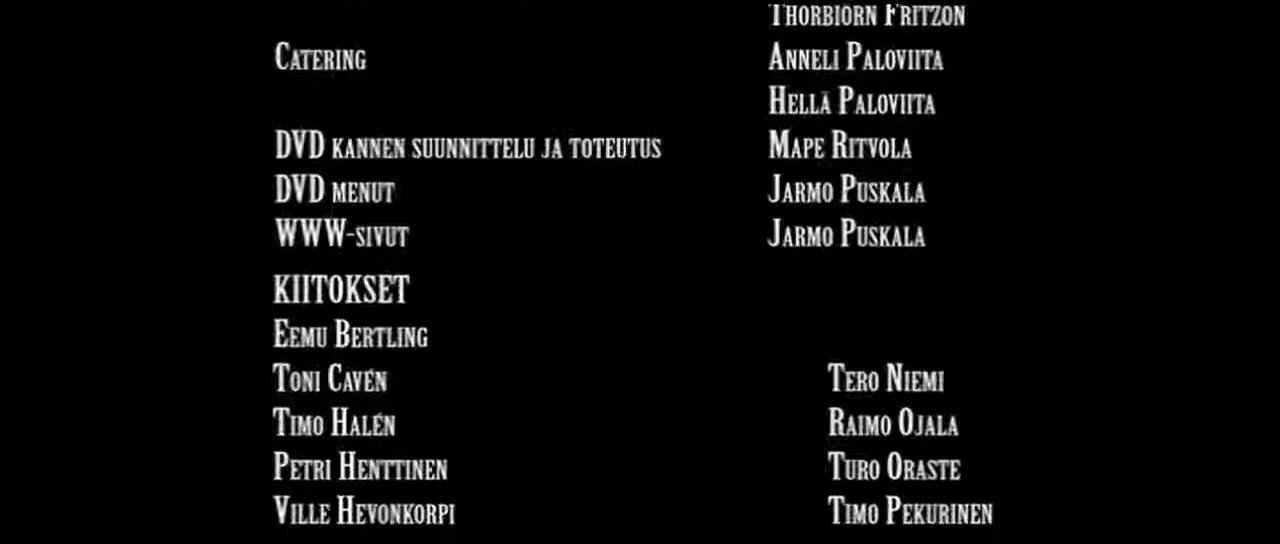 Thorbiörn Fritzon
Catering Anneli Paloviita
Hellä Paloviita
DVD kannen suunnittelu ja toteutus Mape Ritvola
DVD menut Jarmo Puskala
WWW-sivut Jarmo Puskala
KIITOKSET
Eemu Bertling
Toni Cavén Tero Niemi
Timo Halén Raimo Ojala
Petri Henttinen Turo Oraste
Ville Hevonkorpi Timo Pekurinen